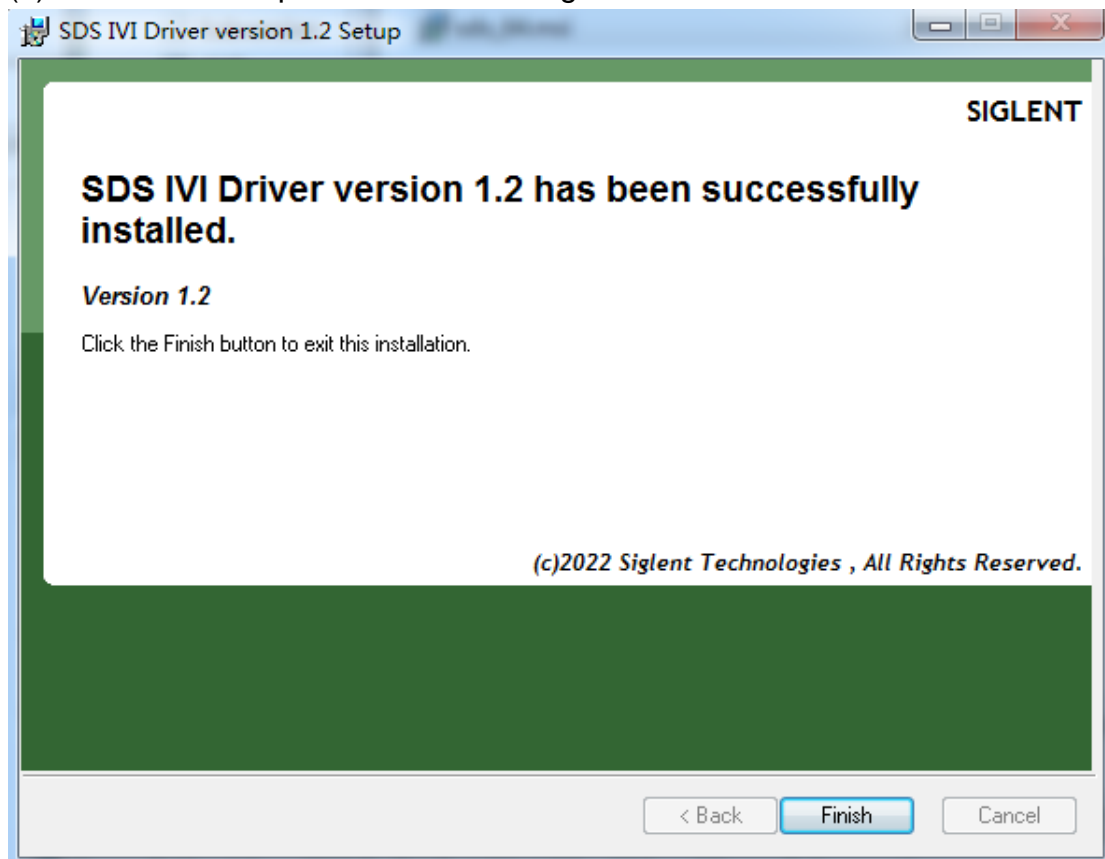 SDS IVI Driver version 1.2 Setup
SIGLENT
SDS IVI Driver version 1.2 has been successfully
installed.
Version 1.2
Click the Finish button to exit this installation.
(c)2022 Siglent Technologies , All Rights Reserved.
< Back Finish Cancel